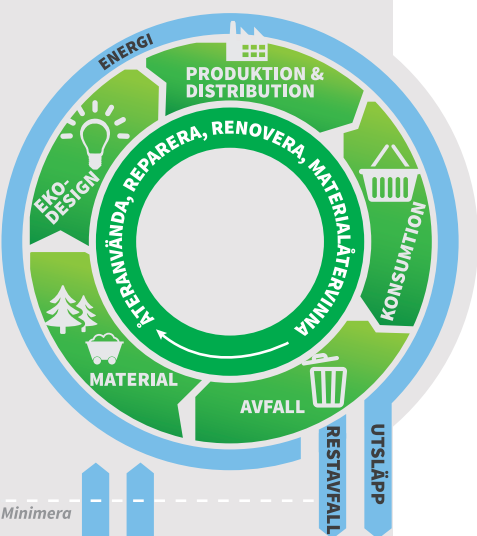 ENERGI
PRODUKTION &
DISTRIBUTION
EKO-
DESIGN
ÅTERANVÄNDA, REPARERA, RENOVERA, MATERIALÅTERVINNA
KONSUMTION
MATERIAL
AVFALL
RESTAVFALL
UTSLÄPP
Minimera